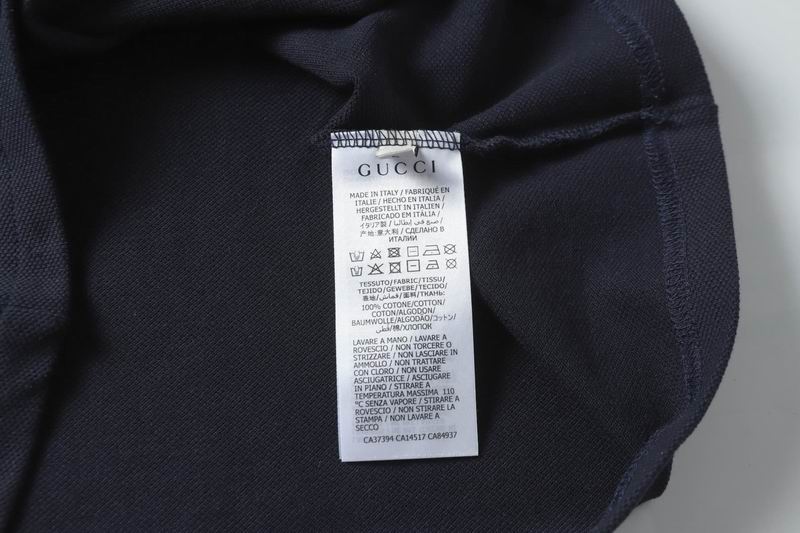 GUCCI
MADE IN ITALY / FABRIQUÉ EN
ITALIE / HECHO EN ITALIA /
HERGESTELLT IN ITALIEN /
FABRICADO EM ITÁLIA /
イタリア製 / صنع في إيطاليا /
产地:意大利 / СДЕЛАНО В
ИТАЛИИ
TESSUTO/FABRIC/TISSU/
TEJIDO/GEWEBE/TECIDO/
表地/قماش/面料/ТКАНЬ:
100% COTONE/COTTON/
COTON/ALGODON/
BAUMWOLLE/ALGODÃO/コットン/
قطن/棉/ХЛОПОК
LAVARE A MANO / LAVARE A
ROVESCIO / NON TORCERE O
STRIZZARE / NON LASCIARE IN
AMMOLLO / NON TRATTARE
CON CLORO / NON USARE
ASCIUGATRICE / ASCIUGARE
IN PIANO / STIRARE A
TEMPERATURA MASSIMA 110
°C SENZA VAPORE / STIRARE A
ROVESCIO / NON STIRARE LA
STAMPA / NON LAVARE A
SECCO
CA37394 CA14517 CA84937